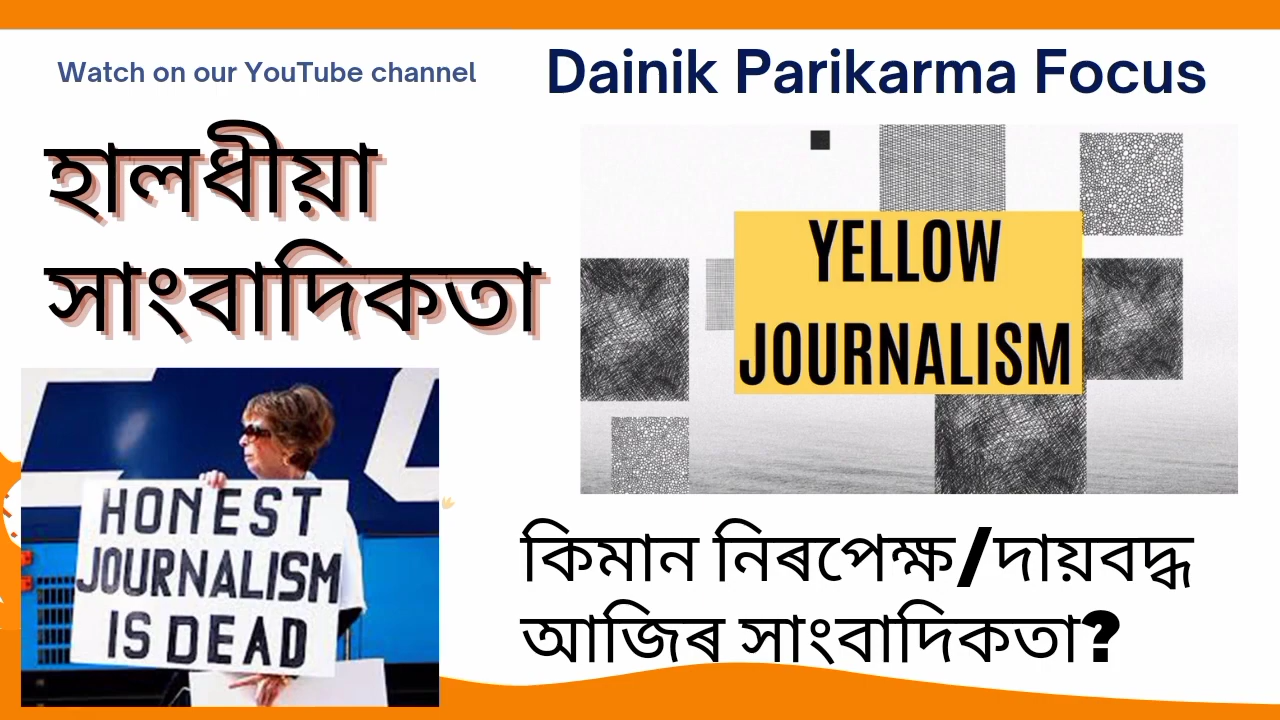 Watch on our YouTube channel
Dainik Parikarma Focus
হালধীয়া
সাংবাদিকতা
YELLOW
JOURNALISM
HONEST
JOURNALISM
IS DEAD
কিমান নিৰপেক্ষ/দায়বদ্ধ
আজিৰ সাংবাদিকতা?